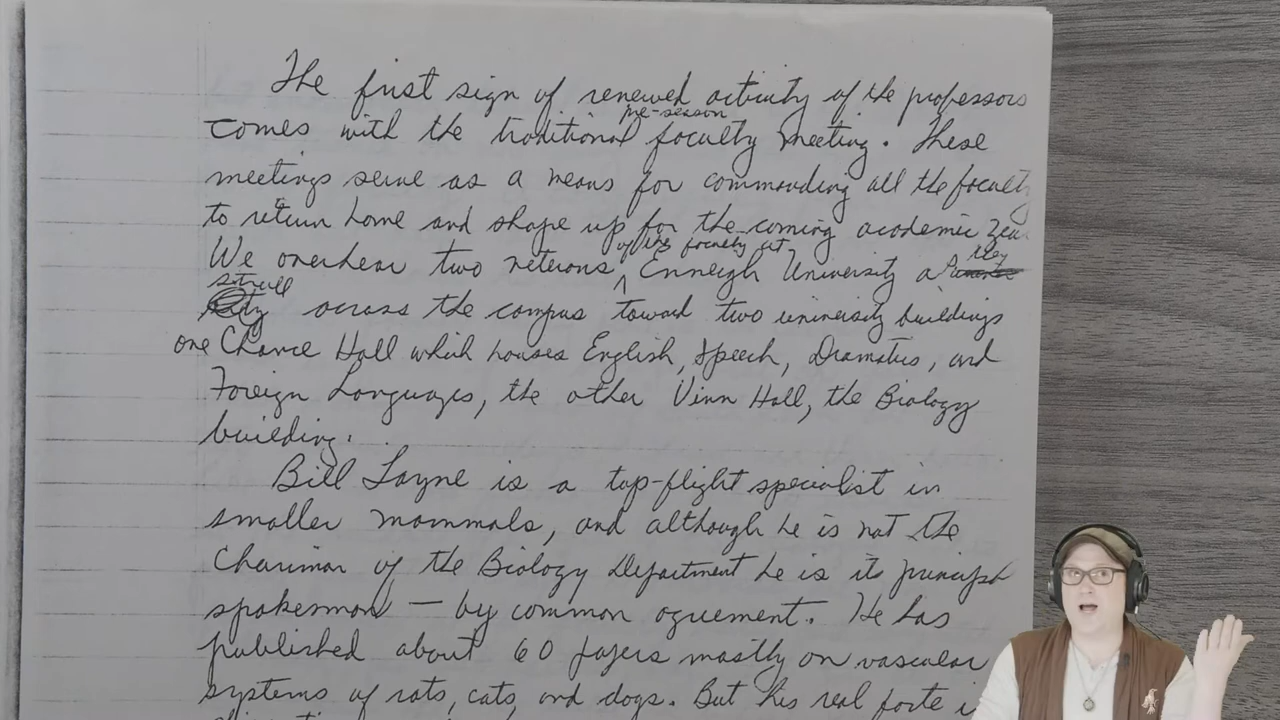 The first sign of renewed activity of the professors
pre-season
comes with the traditional faculty meeting. These
meetings serve as a means for commanding all the faculty
to return home and shape up for the coming academic year
of the faculty at
We overhear two veterans ^ Enneigh University as they
stroll
across the campus toward two university buildings
one Chance Hall which houses English, Speech, Dramatics, and
Foreign Languages, the other Vinn Hall, the Biology
building.
Bill Layne is a top-flight specialist in
smaller mammals, and although he is not the
Chariman of the Biology Department he is its principl
spokesman — by common agreement. He has
published about 60 papers mostly on vascular
systems of rats, cats, and dogs. But his real forte i